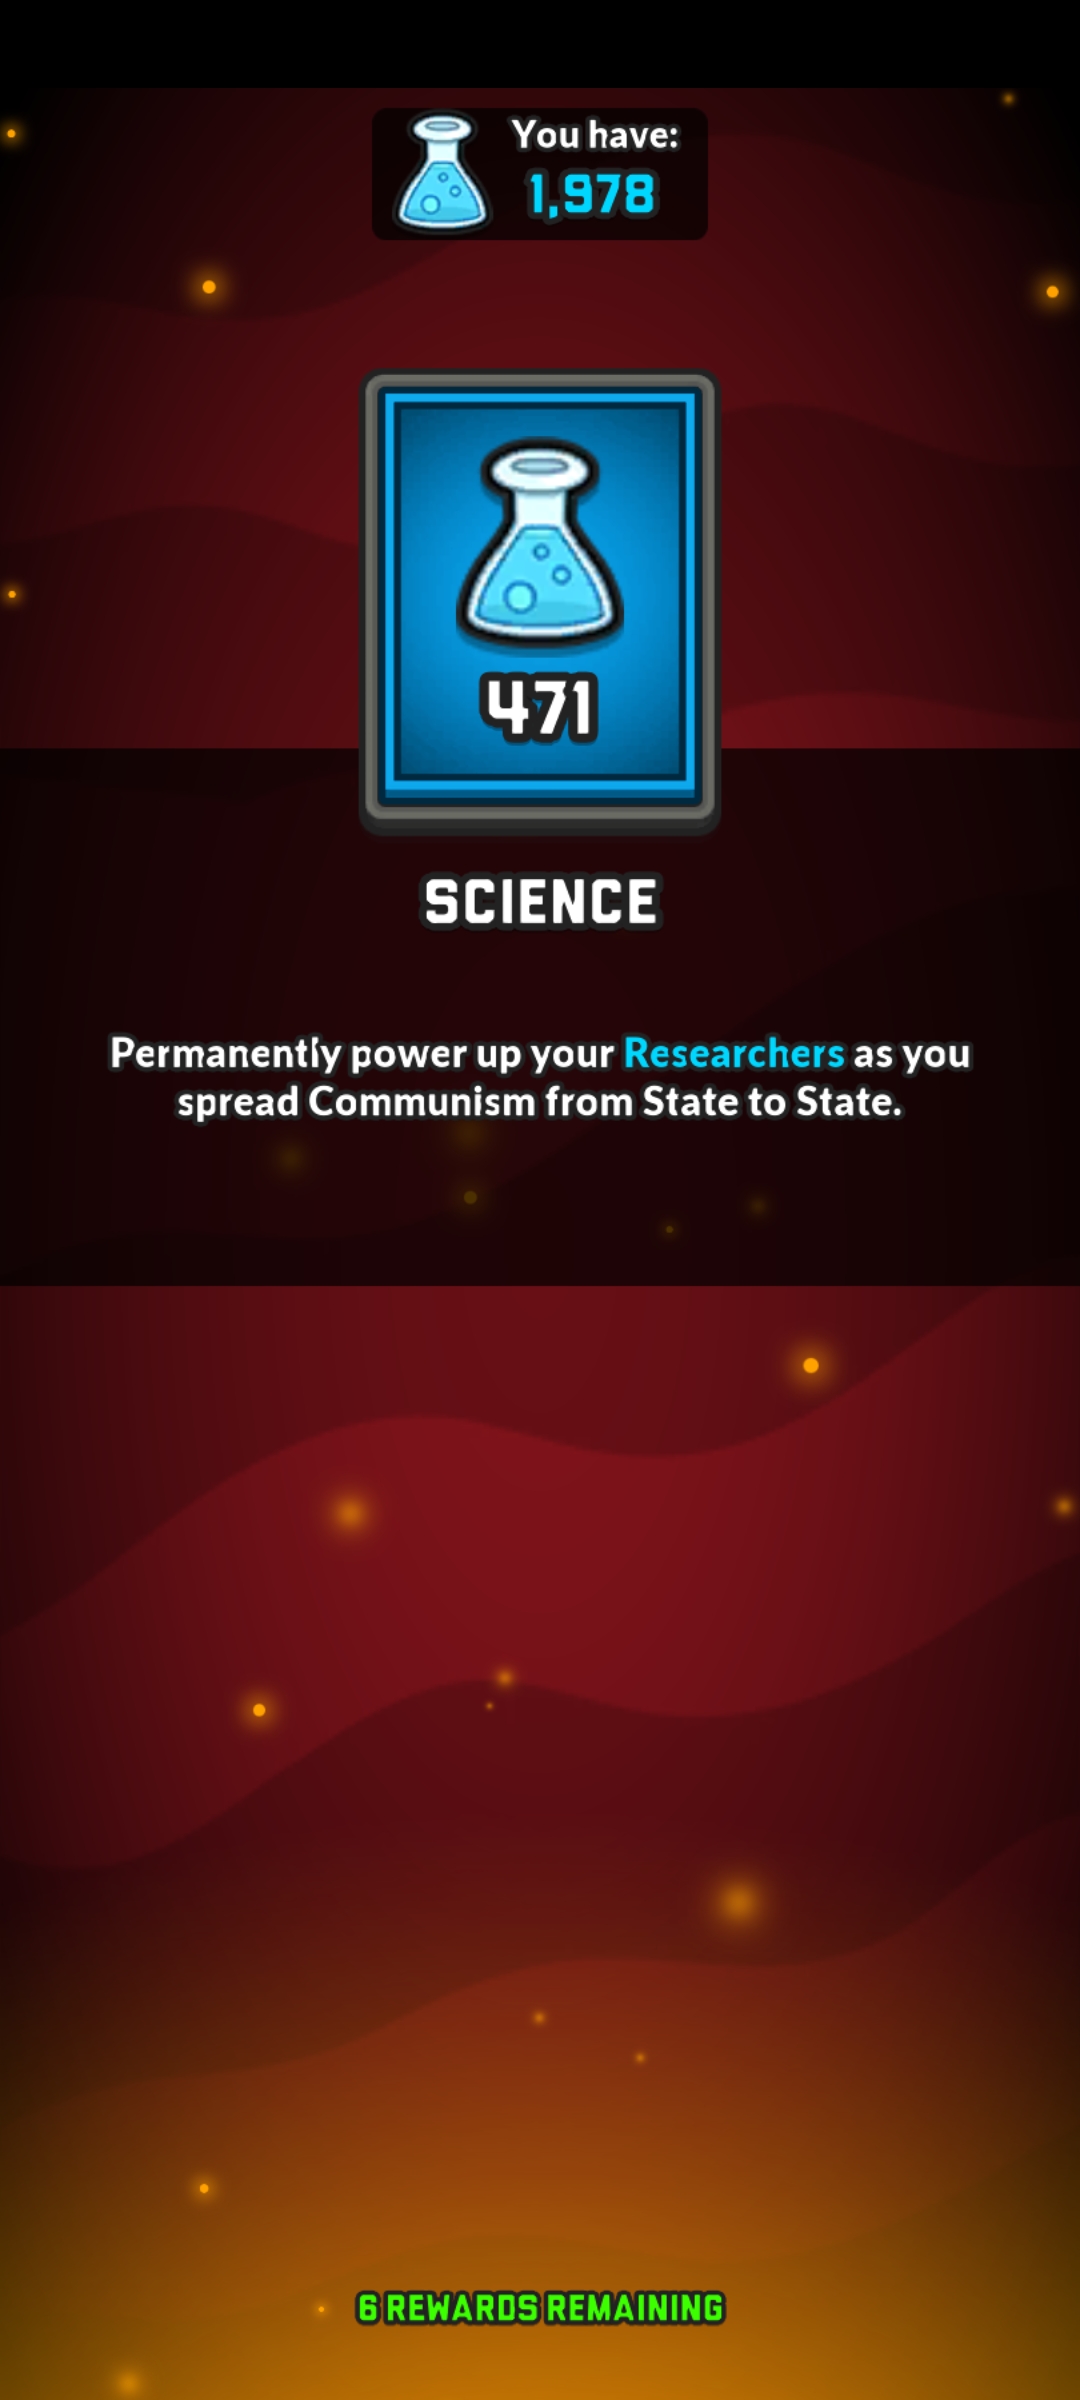 You have:
1,978
471
SCIENCE
Permanently power up your Researchers as you
spread Communism from State to State.
6 REWARDS REMAINING